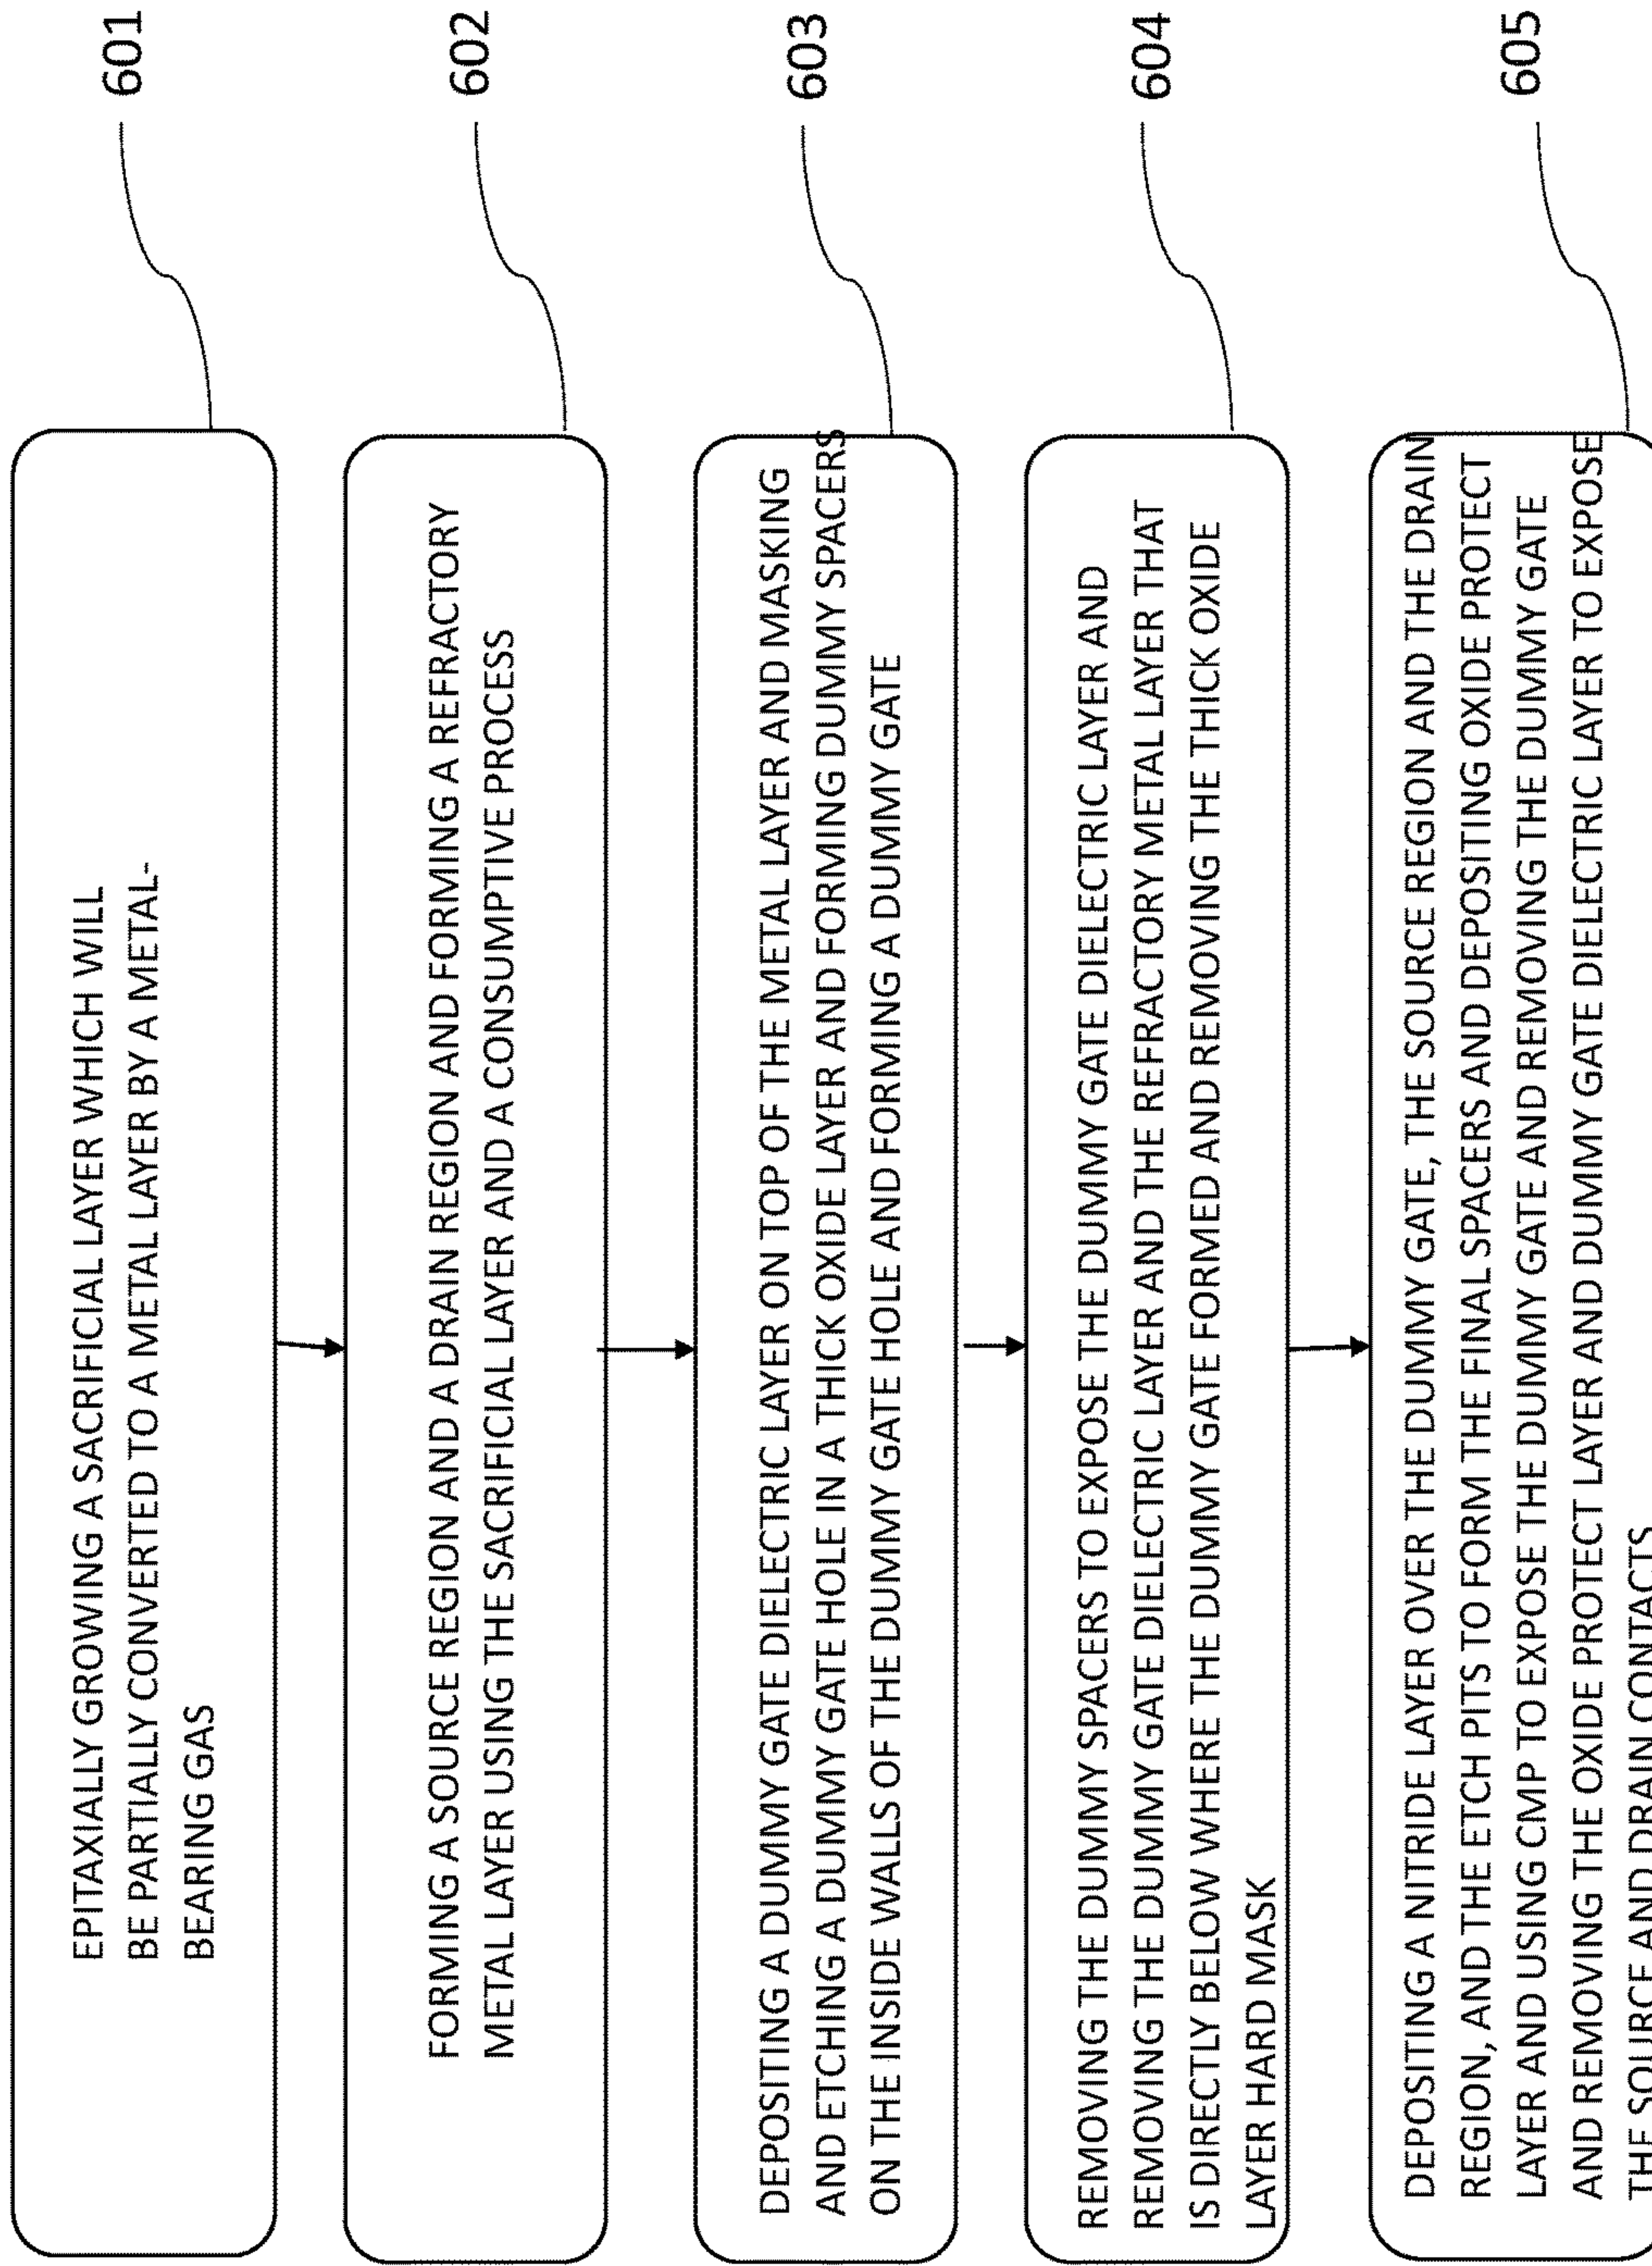 601
EPITAXIALLY GROWING A SACRIFICIAL LAYER WHICH WILL
BE PARTIALLY CONVERTED TO A METAL LAYER BY A METAL-
BEARING GAS
602
FORMING A SOURCE REGION AND A DRAIN REGION AND FORMING A REFRACTORY
METAL LAYER USING THE SACRIFICIAL LAYER AND A CONSUMPTIVE PROCESS
603
DEPOSITING A DUMMY GATE DIELECTRIC LAYER ON TOP OF THE METAL LAYER AND MASKING
AND ETCHING A DUMMY GATE HOLE IN A THICK OXIDE LAYER AND FORMING DUMMY SPACERS
ON THE INSIDE WALLS OF THE DUMMY GATE HOLE AND FORMING A DUMMY GATE
604
REMOVING THE DUMMY SPACERS TO EXPOSE THE DUMMY GATE DIELECTRIC LAYER AND
REMOVING THE DUMMY GATE DIELECTRIC LAYER AND THE REFRACTORY METAL LAYER THAT
IS DIRECTLY BELOW WHERE THE DUMMY GATE FORMED AND REMOVING THE THICK OXIDE
LAYER HARD MASK
605
DEPOSITING A NITRIDE LAYER OVER THE DUMMY GATE, THE SOURCE REGION AND THE DRAIN
REGION, AND THE ETCH PITS TO FORM THE FINAL SPACERS AND DEPOSITING OXIDE PROTECT
LAYER AND USING CMP TO EXPOSE THE DUMMY GATE AND REMOVING THE DUMMY GATE
AND REMOVING THE OXIDE PROTECT LAYER AND DUMMY GATE DIELECTRIC LAYER TO EXPOSE
THE SOURCE AND DRAIN CONTACTS